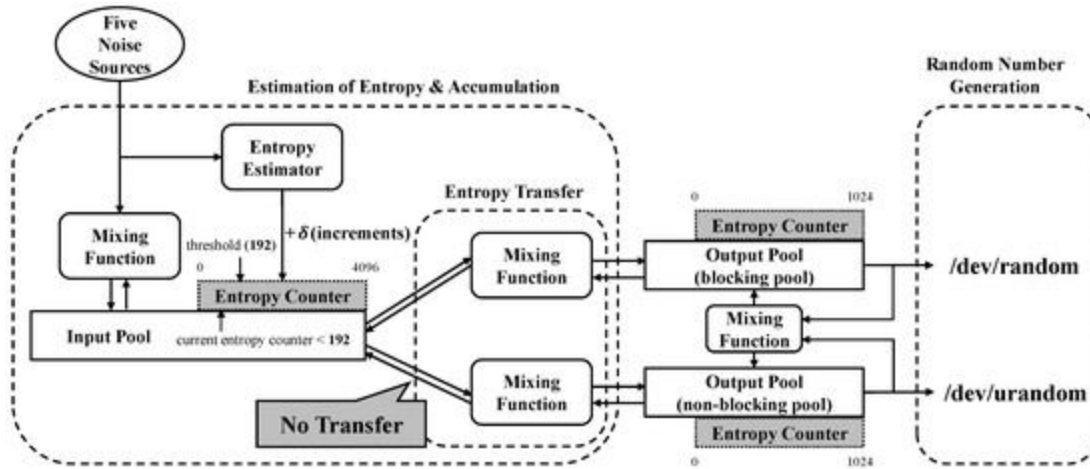 Five
Noise
Sources
Estimation of Entropy & Accumulation
Random Number
Generation
Entropy
Estimator
Entropy Transfer
Mixing
Function
threshold (192)
+ δ(increments)
0
4096
Entropy Counter
Input Pool
current entropy counter < 192
No Transfer
Mixing
Function
Mixing
Function
0
1024
Entropy Counter
Output Pool
(blocking pool)
Mixing
Function
Output Pool
(non-blocking pool)
Entropy Counter
0
1024
/dev/random
/dev/urandom